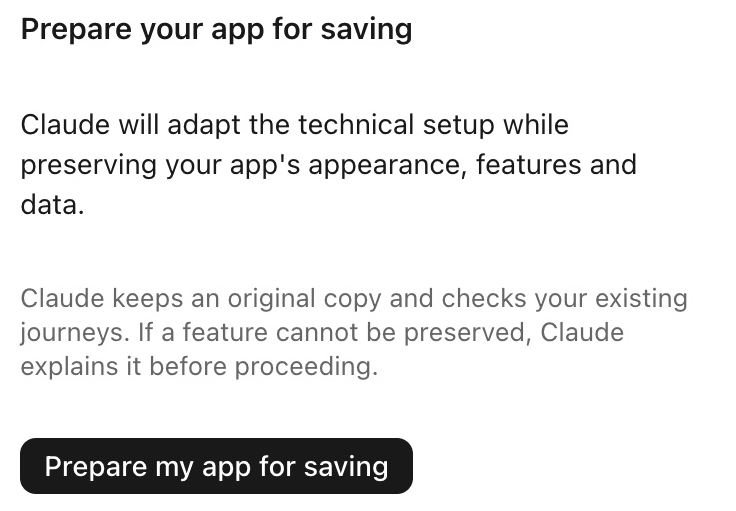 Prepare your app for saving
Claude will adapt the technical setup while
preserving your app's appearance, features and
data.
Claude keeps an original copy and checks your existing
journeys. If a feature cannot be preserved, Claude
explains it before proceeding.
Prepare my app for saving